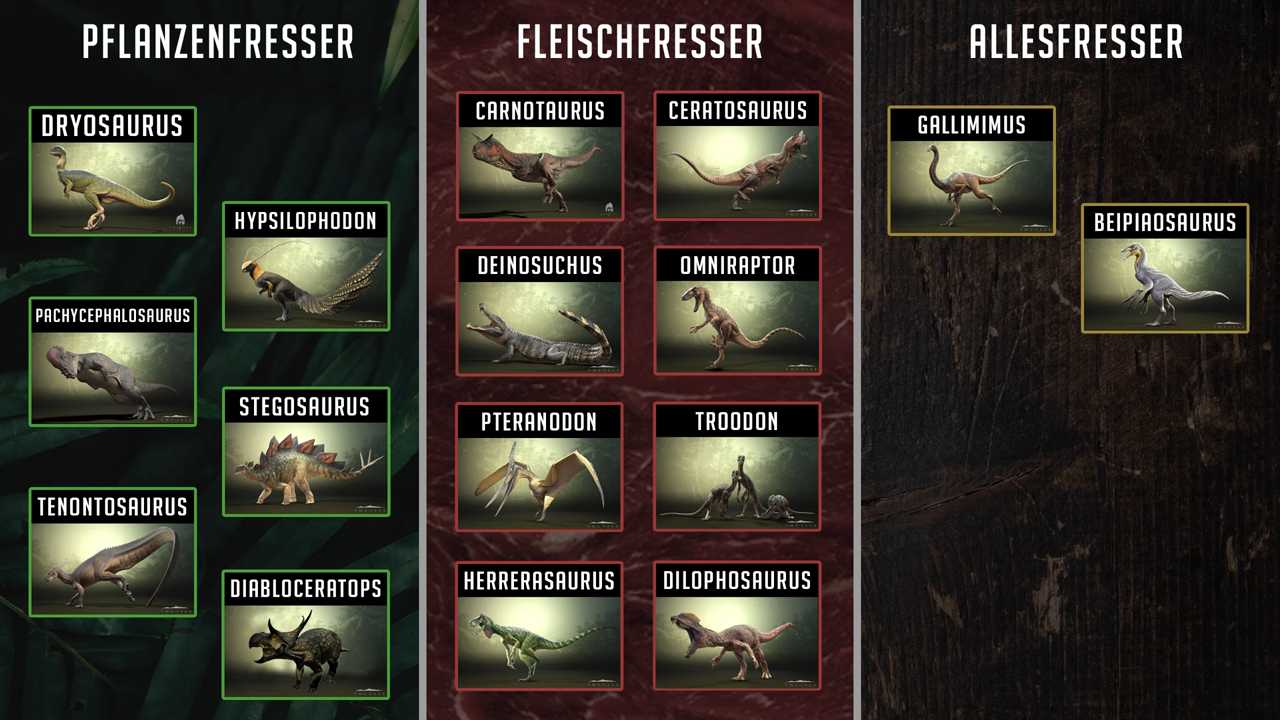 PFLANZENFRESSER
DRYOSAURUS
HYPSILOPHODON
PACHYCEPHALOSAURUS
STEGOSAURUS
TENONTOSAURUS
DIABLOCERATOPS
FLEISCHFRESSER
CARNOTAURUS
CERATOSAURUS
DEINOSUCHUS
OMNIRAPTOR
PTERANODON
TROODON
HERRERASAURUS
DILOPHOSAURUS
ALLESFRESSER
GALLIMIMUS
BEIPIAOSAURUS